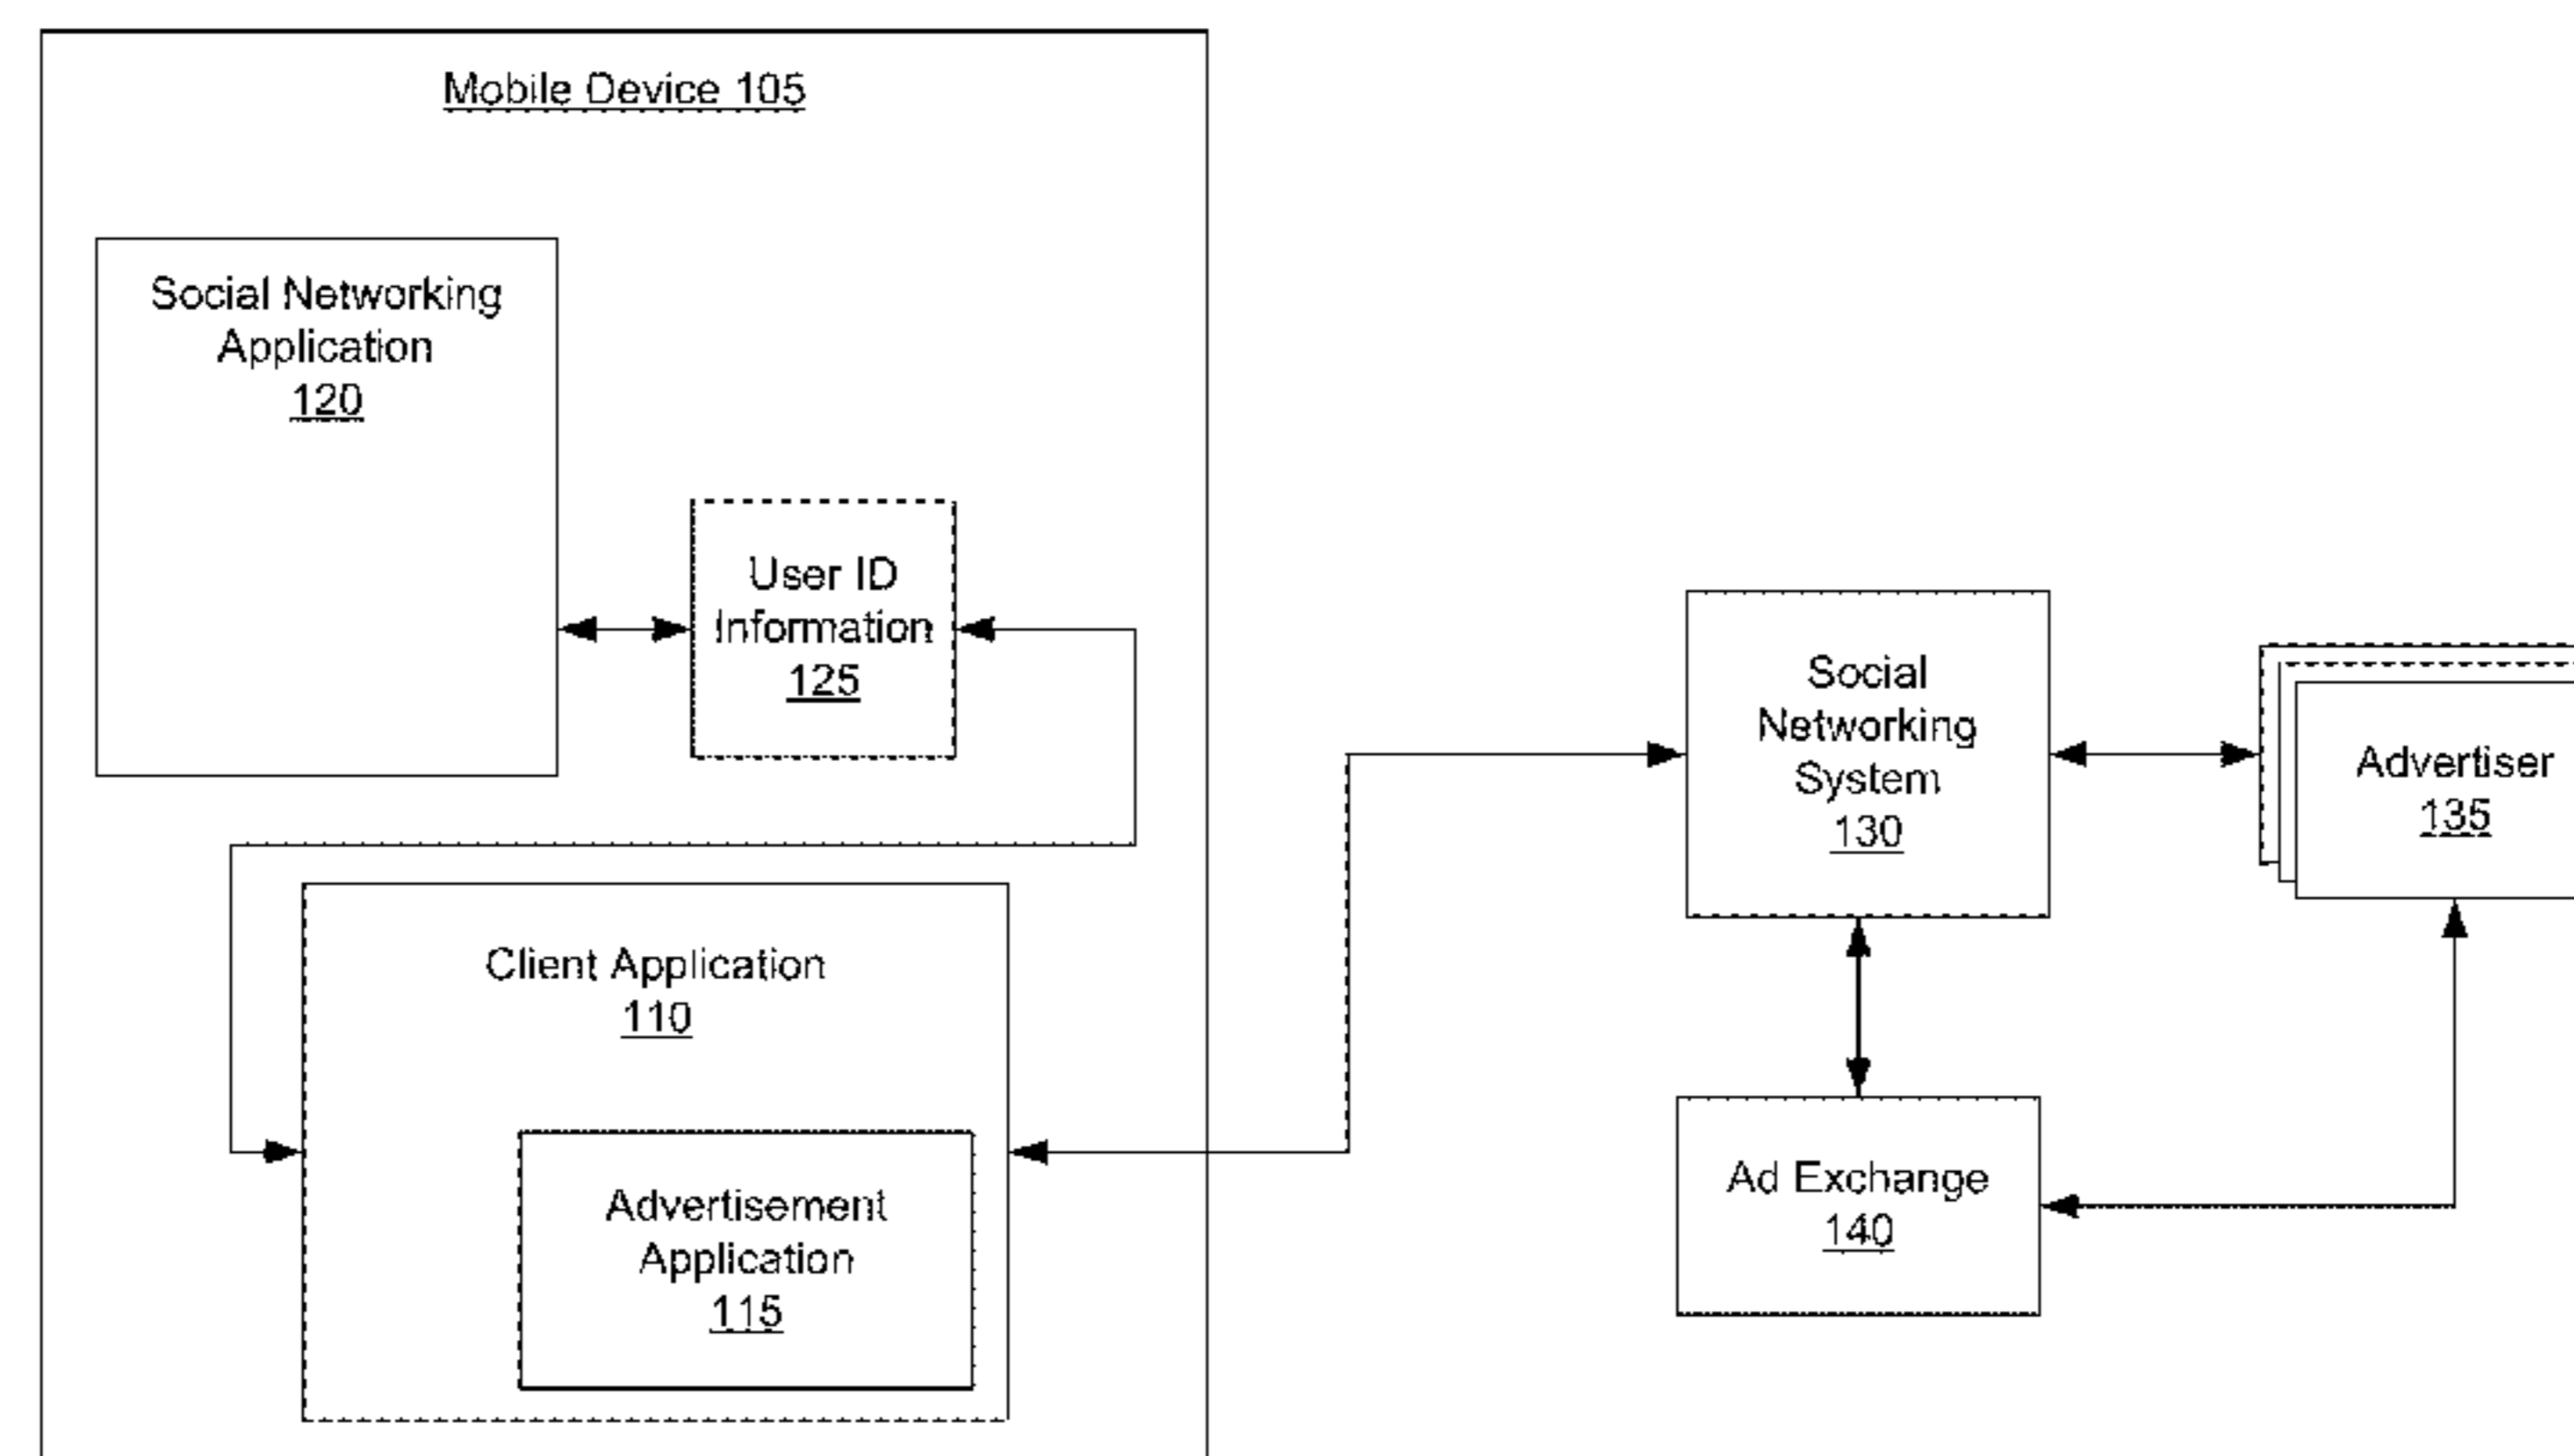 Mobile Device 105
Social Networking
Application
120
User ID
Information
125
Client Application
110
Advertisement
Application
115
Social
Networking
System
130
Advertiser
135
Ad Exchange
140